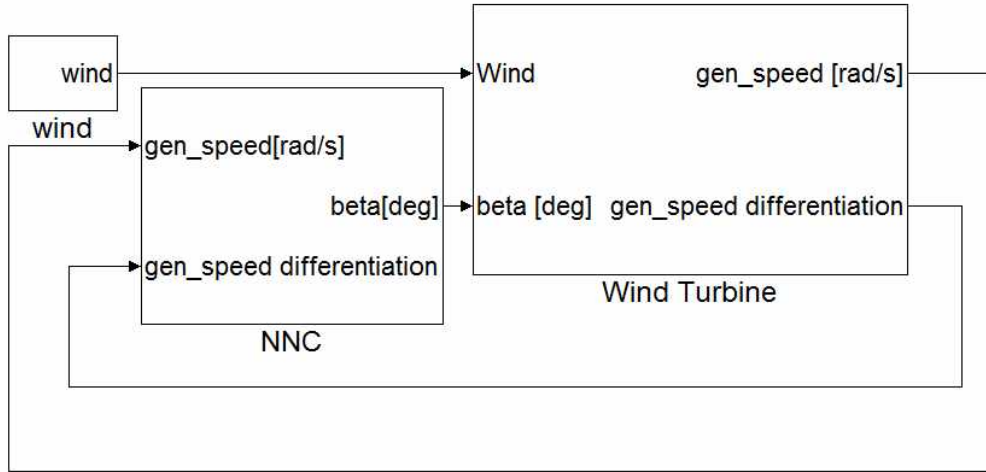 wind
wind
Wind
gen_speed [rad/s]
beta [deg]
gen_speed differentiation
Wind Turbine
gen_speed[rad/s]
beta[deg]
gen_speed differentiation
NNC